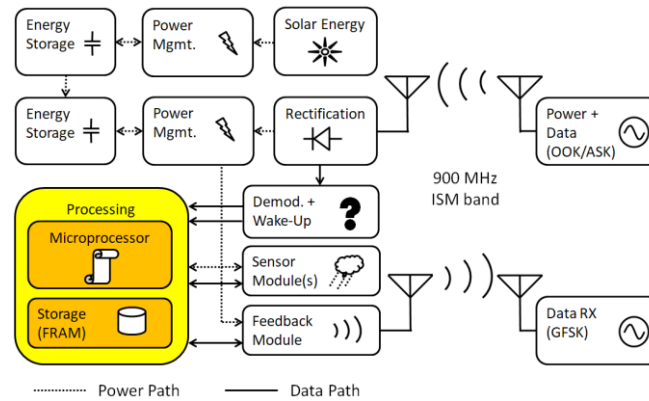 Energy
Storage
Power
Mgmt.
Solar Energy
Energy
Storage
Power
Mgmt.
Rectification
Power +
Data
(OOK/ASK)
900 MHz
ISM band
Processing
Microprocessor
Storage
(FRAM)
Demod. +
Wake-Up
?
Sensor
Module(s)
Feedback
Module
Data RX
(GFSK)
Power Path
Data Path